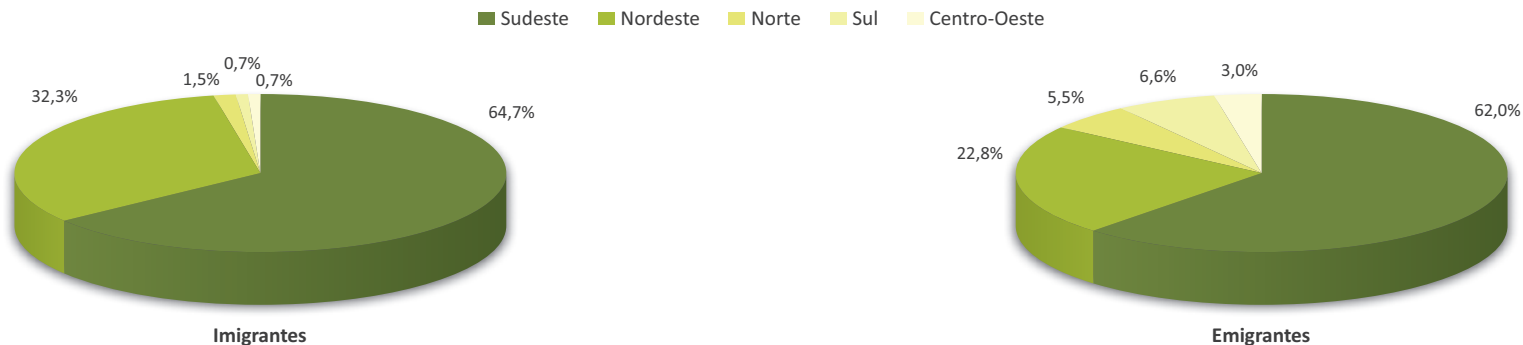 Sudeste Nordeste Norte Sul Centro-Oeste
0,7%
1,5% 0,7%
32,3%
64,7%
Imigrantes
6,6% 3,0%
5,5% 62,0%
22,8%
Emigrantes